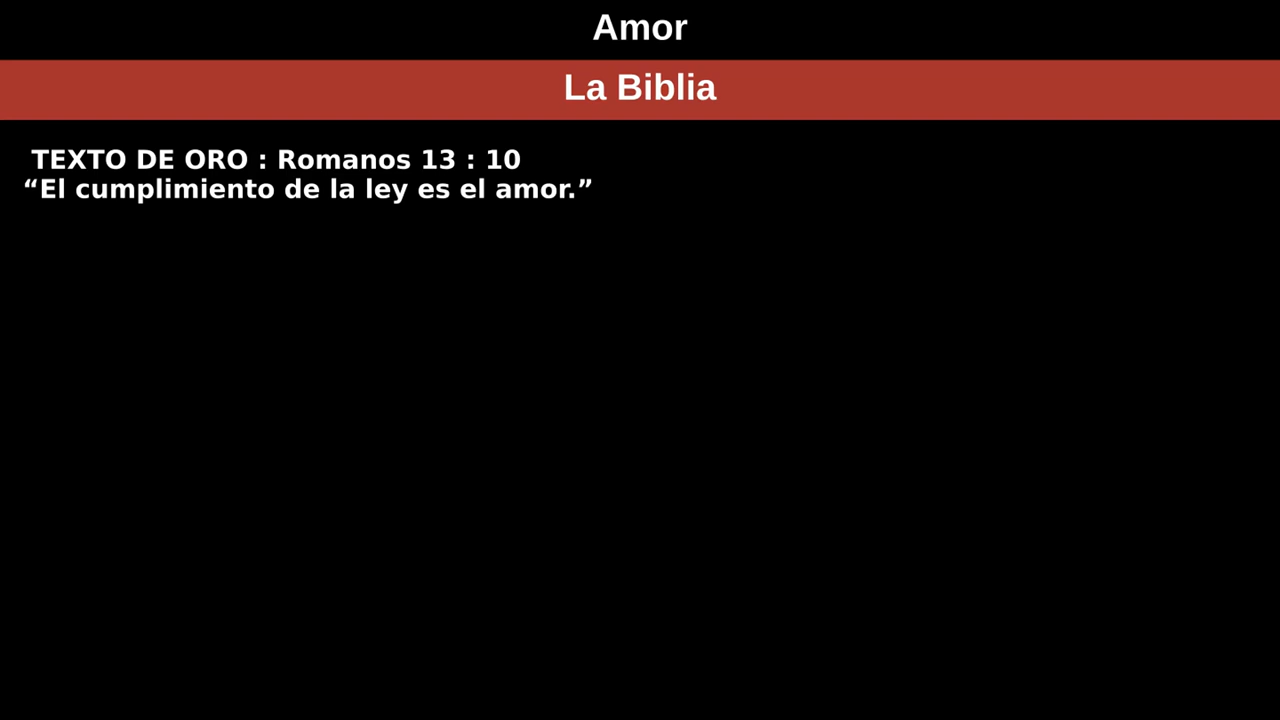 Amor
La Biblia
TEXTO DE ORO : Romanos 13 : 10
“El cumplimiento de la ley es el amor.”